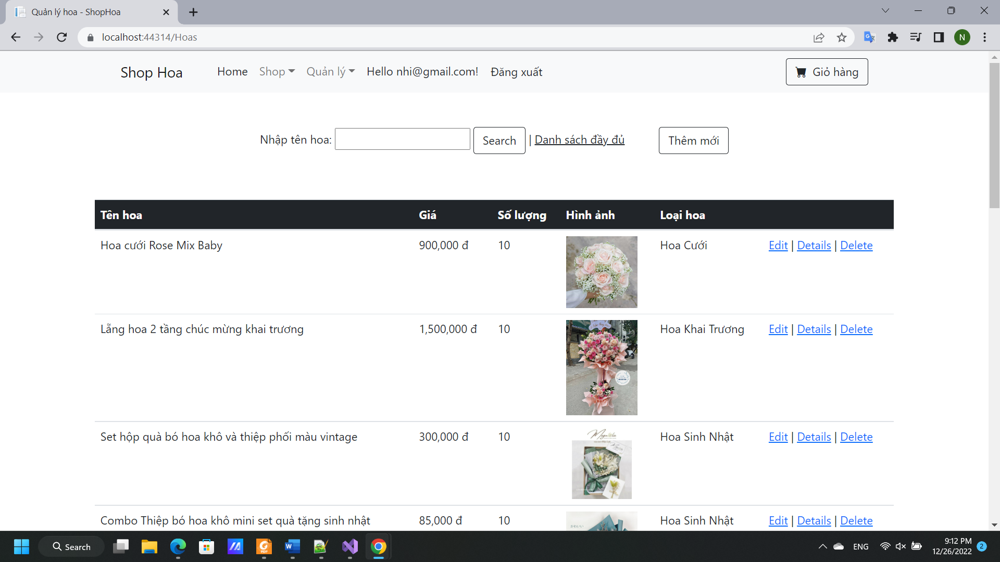 Quản lý hoa - ShopHoa
localhost:44314/Hoas
N
Shop Hoa Home Shop Quản lý Hello nhi@gmail.com! Đăng xuất Giỏ hàng
Nhập tên hoa: Search | Danh sách đầy đủ Thêm mới
Tên hoa Giá Số lượng Hình ảnh Loại hoa
Hoa cưới Rose Mix Baby 900,000 đ 10 Hoa Cưới Edit | Details | Delete
Lẵng hoa 2 tầng chúc mừng khai trương 1,500,000 đ 10 Hoa Khai Trương Edit | Details | Delete
Set hộp quà bó hoa khô và thiệp phối màu vintage 300,000 đ 10 Hoa Sinh Nhật Edit | Details | Delete
Combo Thiệp bó hoa khô mini set quà tặng sinh nhật 85,000 đ 10 Hoa Sinh Nhật Edit | Details | Delete
Search ENG 9:12 PM 2
12/26/2022